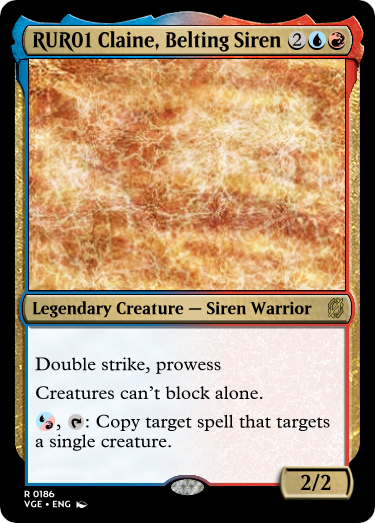 RUR01 Claine, Belting Siren 2
Legendary Creature — Siren Warrior
Double strike, prowess
Creatures can't block alone.
, : Copy target spell that targets
a single creature.
2/2
R 0186
VGE • ENG